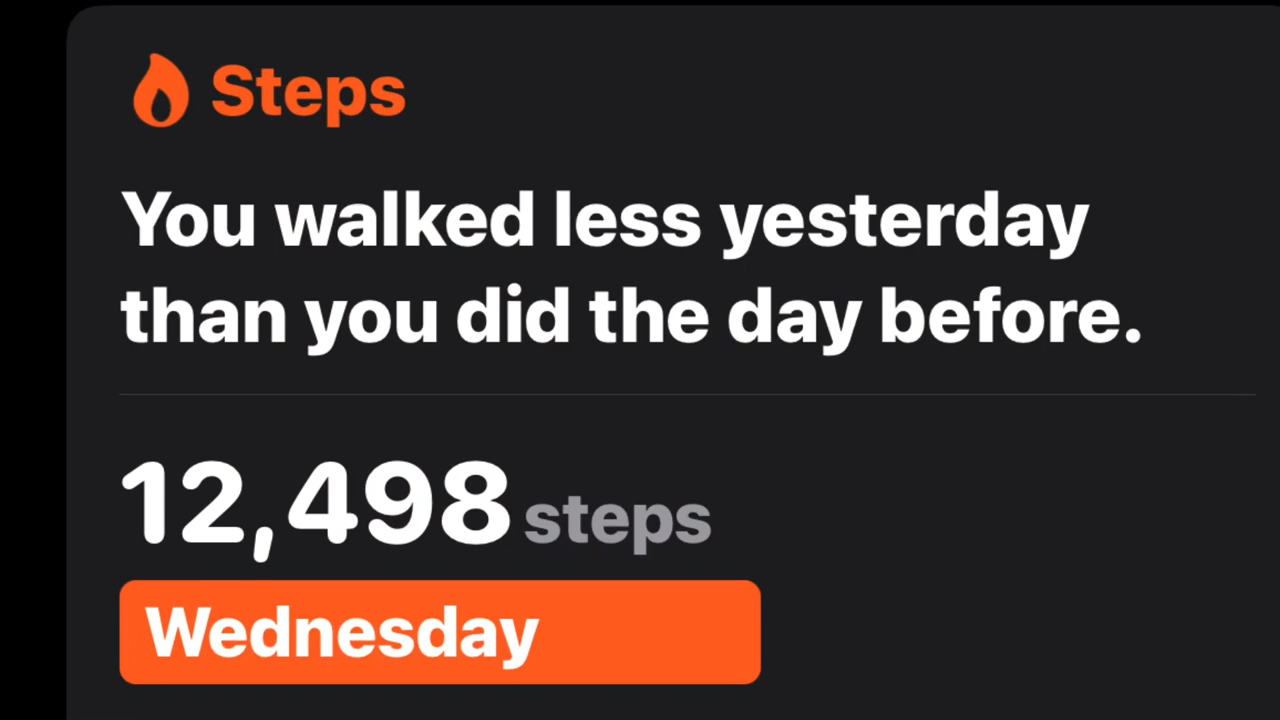 Steps
You walked less yesterday
than you did the day before.
12,498 steps
Wednesday